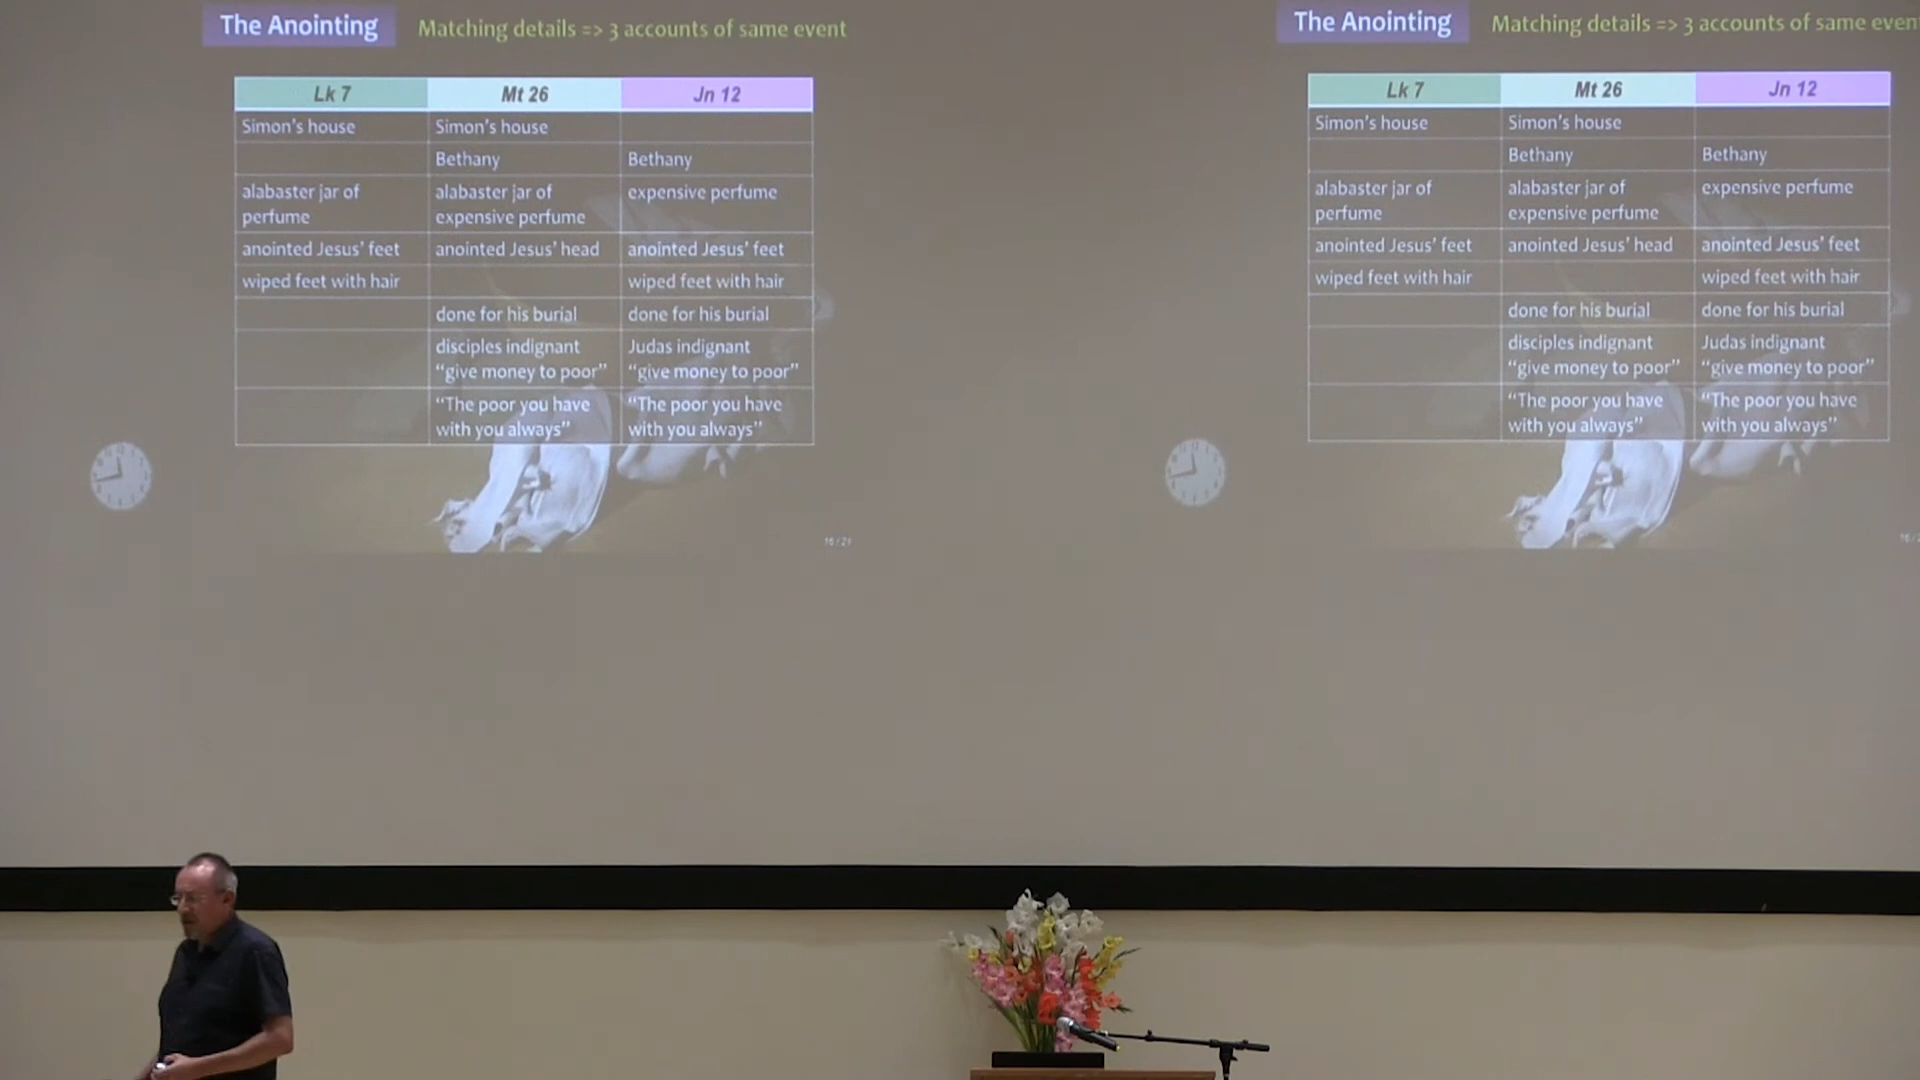 The Anointing Matching details => 3 accounts of same event
Lk 7 Mt 26 Jn 12
Simon's house Simon's house
Bethany Bethany
alabaster jar of alabaster jar of expensive perfume
perfume expensive perfume
anointed Jesus' feet anointed Jesus' head anointed Jesus' feet
wiped feet with hair wiped feet with hair
done for his burial done for his burial
disciples indignant Judas indignant
“give money to poor” “give money to poor”
“The poor you have “The poor you have
with you always” with you always”
The Anointing Matching details => 3 accounts of same even
Lk 7 Mt 26 Jn 12
Simon's house Simon's house
Bethany Bethany
alabaster jar of alabaster jar of expensive perfume
perfume expensive perfume
anointed Jesus' feet anointed Jesus' head anointed Jesus' feet
wiped feet with hair wiped feet with hair
done for his burial done for his burial
disciples indignant Judas indignant
“give money to poor” “give money to poor”
“The poor you have “The poor you have
with you always” with you always”